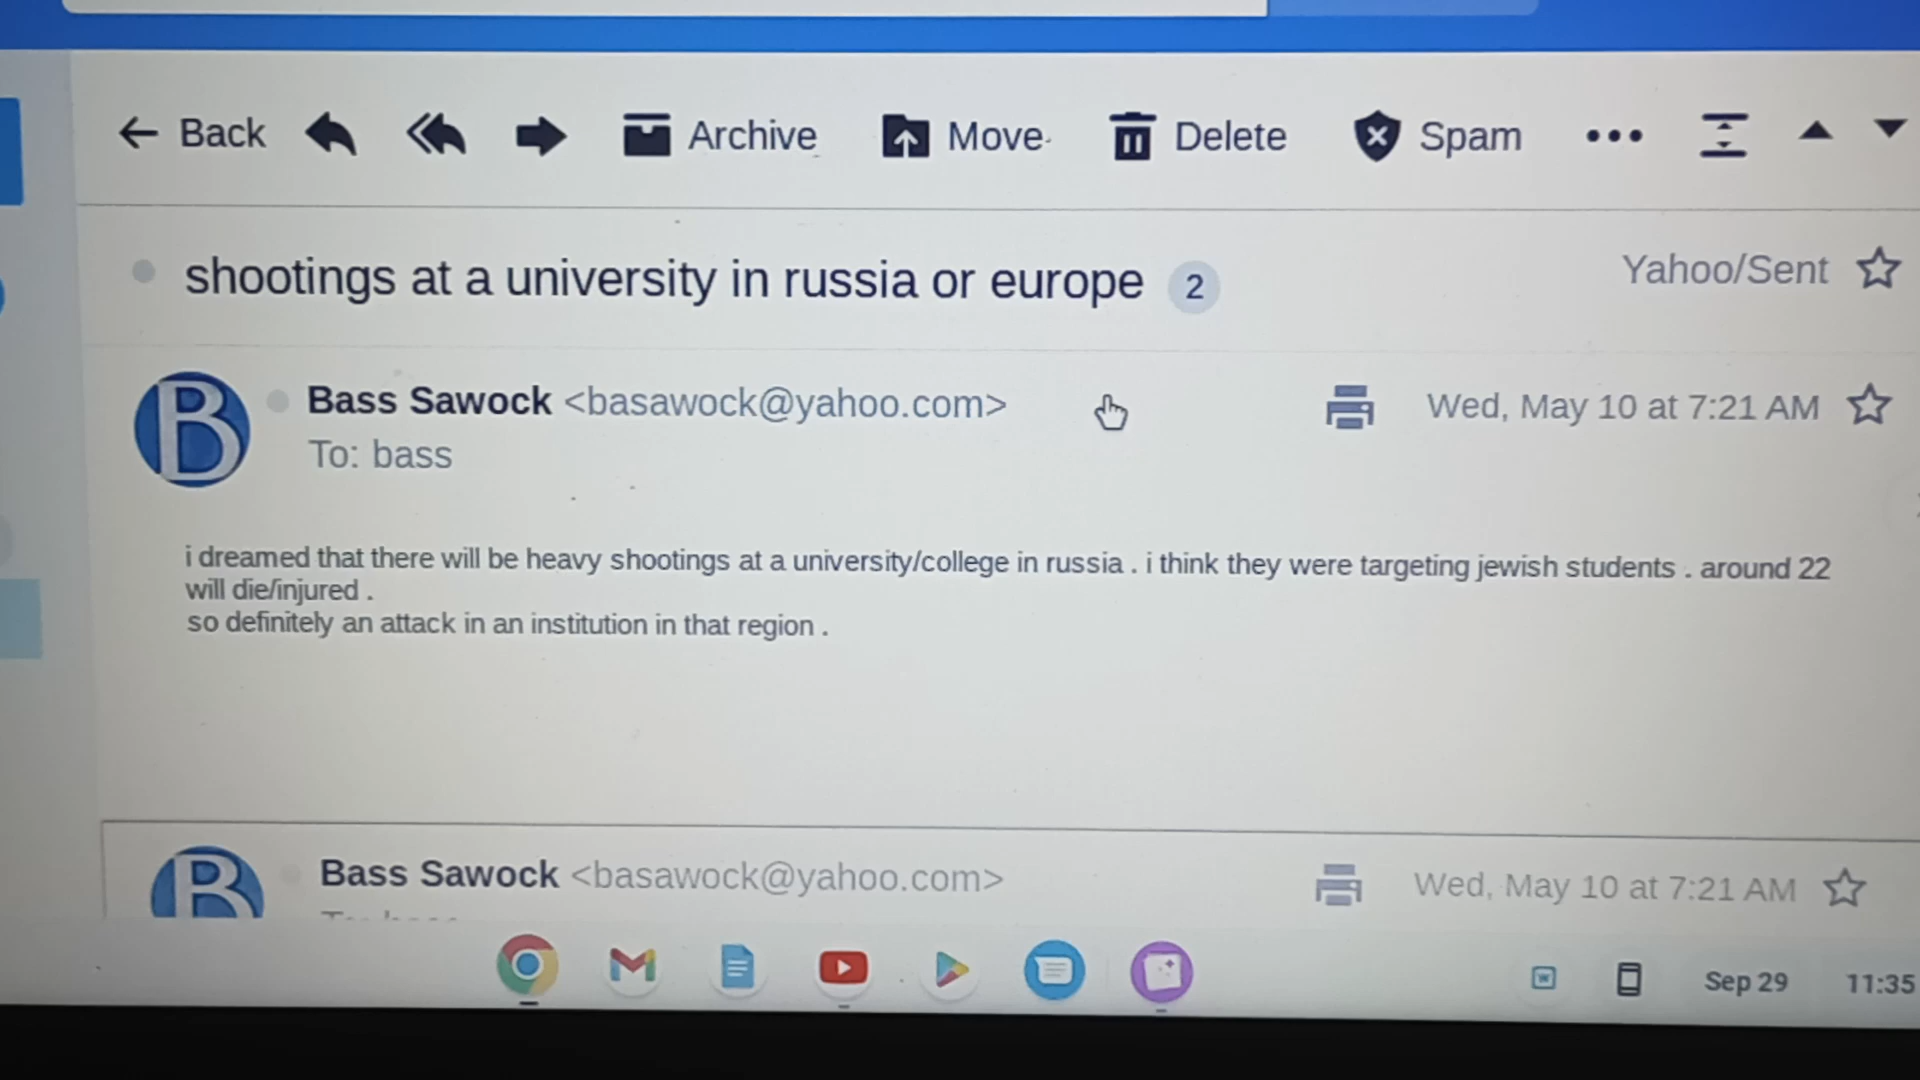 Back Archive Move Delete Spam
shootings at a university in russia or europe 2 Yahoo/Sent
B Bass Sawock <basawock@yahoo.com> Wed, May 10 at 7:21 AM
To: bass
i dreamed that there will be heavy shootings at a university/college in russia . i think they were targeting jewish students . around 22
will die/injured .
so definitely an attack in an institution in that region .
B Bass Sawock <basawock@yahoo.com> Wed, May 10 at 7:21 AM
Sep 29 11:35